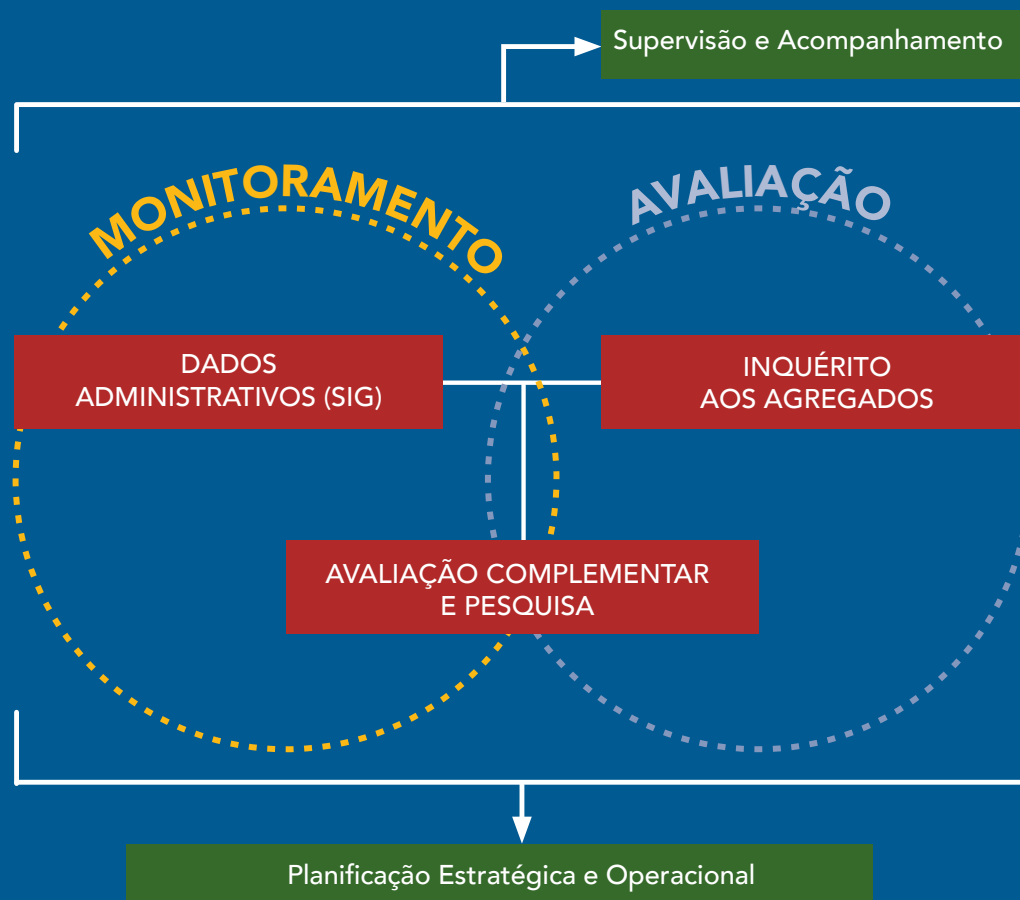 Supervisão e Acompanhamento
MONITORAMENTO
AVALIAÇÃO
DADOS
ADMINISTRATIVOS (SIG)
INQUÉRITO
AOS AGREGADOS
AVALIAÇÃO COMPLEMENTAR
E PESQUISA
Planificação Estratégica e Operacional